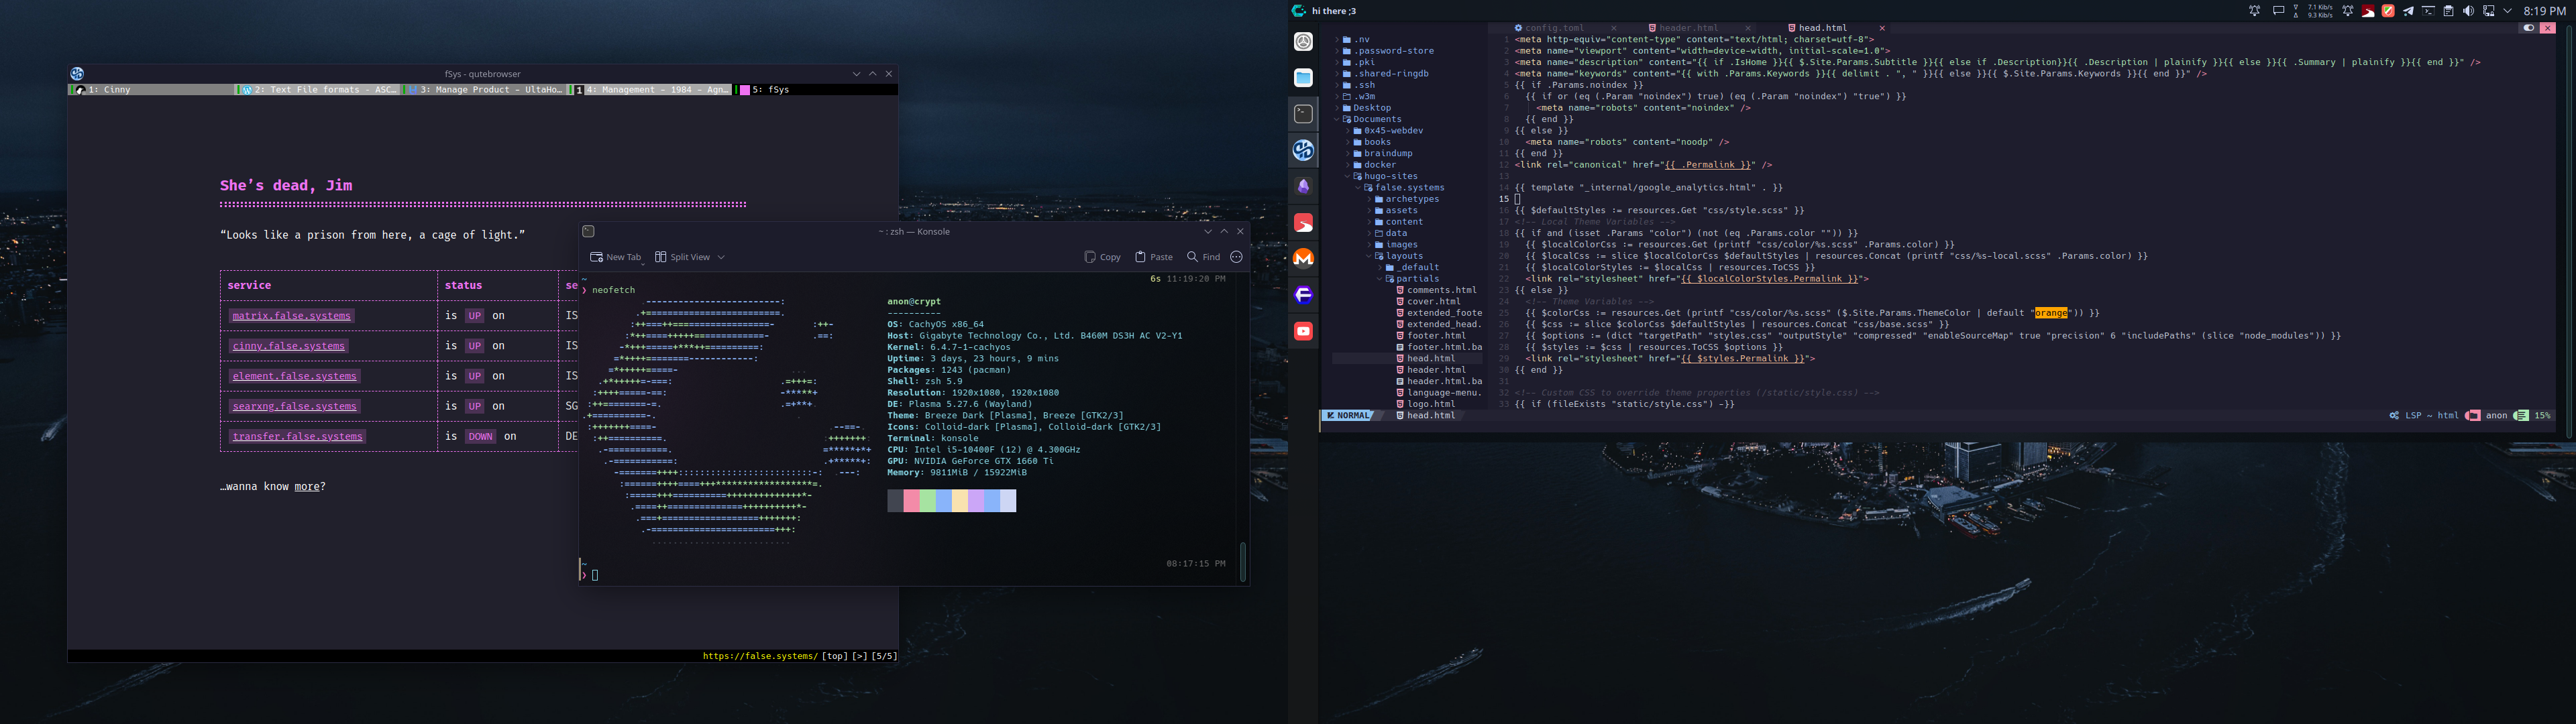 fSys - qutebrowser
1: Cinny
2: Text File formats - ASC…
3: Manage Product - UltaHo…
4: Management - 1984 - Agn…
5: fSys
She's dead, Jim
“Looks like a prison from here, a cage of light.”
service status se
matrix.false.systems is UP on IS
cinny.false.systems is UP on IS
element.false.systems is UP on IS
searxng.false.systems is UP on SG
transfer.false.systems is DOWN on DE
…wanna know more?
https://false.systems/ [top] [>] [5/5]
~ : zsh — Konsole
New Tab Split View Copy Paste Find
~ 6s 11:19:20 PM
❯ neofetch
anon@crypt
----------
OS: CachyOS x86_64
Host: Gigabyte Technology Co., Ltd. B460M DS3H AC V2-Y1
Kernel: 6.4.7-1-cachyos
Uptime: 3 days, 23 hours, 9 mins
Packages: 1243 (pacman)
Shell: zsh 5.9
Resolution: 1920x1080, 1920x1080
DE: Plasma 5.27.6 (Wayland)
Theme: Breeze Dark [Plasma], Breeze [GTK2/3]
Icons: Colloid-dark [Plasma], Colloid-dark [GTK2/3]
Terminal: konsole
CPU: Intel i5-10400F (12) @ 4.300GHz
GPU: NVIDIA GeForce GTX 1660 Ti
Memory: 9811MiB / 15922MiB
~ 08:17:15 PM
❯
hi there ;3
7.1 Kib/s
9.3 Kib/s
8:19 PM
.nv
.password-store
.pki
.shared-ringdb
.ssh
.w3m
Desktop
Documents
0x45-webdev
books
braindump
docker
hugo-sites
false.systems
archetypes
assets
content
data
images
layouts
_default
partials
comments.html
cover.html
extended_foote
extended_head.
footer.html
footer.html.ba
head.html
header.html
header.html.ba
language-menu.
logo.html
config.toml header.html head.html
1 <meta http-equiv="content-type" content="text/html; charset=utf-8">
2 <meta name="viewport" content="width=device-width, initial-scale=1.0">
3 <meta name="description" content="{{ if .IsHome }}{{ $.Site.Params.Subtitle }}{{ else if .Description}}{{ .Description | plainify }}{{ else }}{{ .Summary | plainify }}{{ end }}" />
4 <meta name="keywords" content="{{ with .Params.Keywords }}{{ delimit . ", " }}{{ else }}{{ $.Site.Params.Keywords }}{{ end }}" />
5 {{ if .Params.noindex }}
6 {{ if or (eq (.Param "noindex") true) (eq (.Param "noindex") "true") }}
7 <meta name="robots" content="noindex" />
8 {{ end }}
9 {{ else }}
10 <meta name="robots" content="noodp" />
11 {{ end }}
12 <link rel="canonical" href="{{ .Permalink }}" />
13
14 {{ template "_internal/google_analytics.html" . }}
15
16 {{ $defaultStyles := resources.Get "css/style.scss" }}
17 <!-- Local Theme Variables -->
18 {{ if and (isset .Params "color") (not (eq .Params.color "")) }}
19 {{ $localColorCss := resources.Get (printf "css/color/%s.scss" .Params.color) }}
20 {{ $localCss := slice $localColorCss $defaultStyles | resources.Concat (printf "css/%s-local.scss" .Params.color) }}
21 {{ $localColorStyles := $localCss | resources.ToCSS }}
22 <link rel="stylesheet" href="{{ $localColorStyles.Permalink }}">
23 {{ else }}
24 <!-- Theme Variables -->
25 {{ $colorCss := resources.Get (printf "css/color/%s.scss" ($.Site.Params.ThemeColor | default "orange")) }}
26 {{ $css := slice $colorCss $defaultStyles | resources.Concat "css/base.scss" }}
27 {{ $options := (dict "targetPath" "styles.css" "outputStyle" "compressed" "enableSourceMap" true "precision" 6 "includePaths" (slice "node_modules")) }}
28 {{ $styles := $css | resources.ToCSS $options }}
29 <link rel="stylesheet" href="{{ $styles.Permalink }}">
30 {{ end }}
31
32 <!-- Custom CSS to override theme properties (/static/style.css) -->
33 {{ if (fileExists "static/style.css") -}}
NORMAL head.html LSP ~ html anon 15%